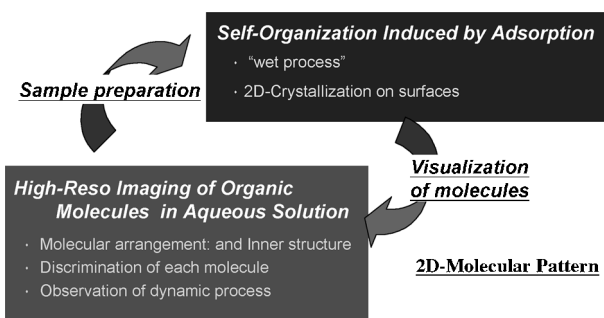 Self-Organization Induced by Adsorption
· "wet process"
· 2D-Crystallization on surfaces
Sample preparation
Visualization
of molecules
High-Reso Imaging of Organic
Molecules in Aqueous Solution
· Molecular arrangement: and Inner structure
· Discrimination of each molecule
· Observation of dynamic process
2D-Molecular Pattern